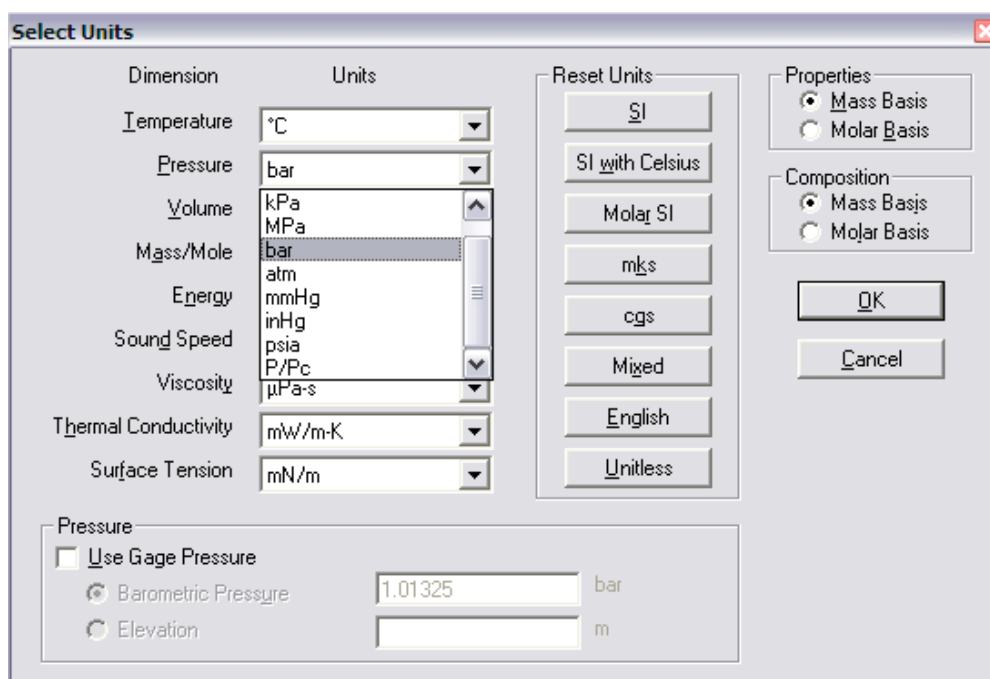 Select Units
Dimension Units
Temperature °C
Pressure bar
Volume
Mass/Mole
Energy
Sound Speed
Viscosity µPa-s
Thermal Conductivity mW/m-K
Surface Tension mN/m
kPa
MPa
bar
atm
mmHg
inHg
psia
P/Pc
Reset Units
SI
SI with Celsius
Molar SI
mks
cgs
Mixed
English
Unitless
Properties
Mass Basis
Molar Basis
Composition
Mass Basis
Molar Basis
OK
Cancel
Pressure
Use Gage Pressure
Barometric Pressure 1.01325 bar
Elevation m